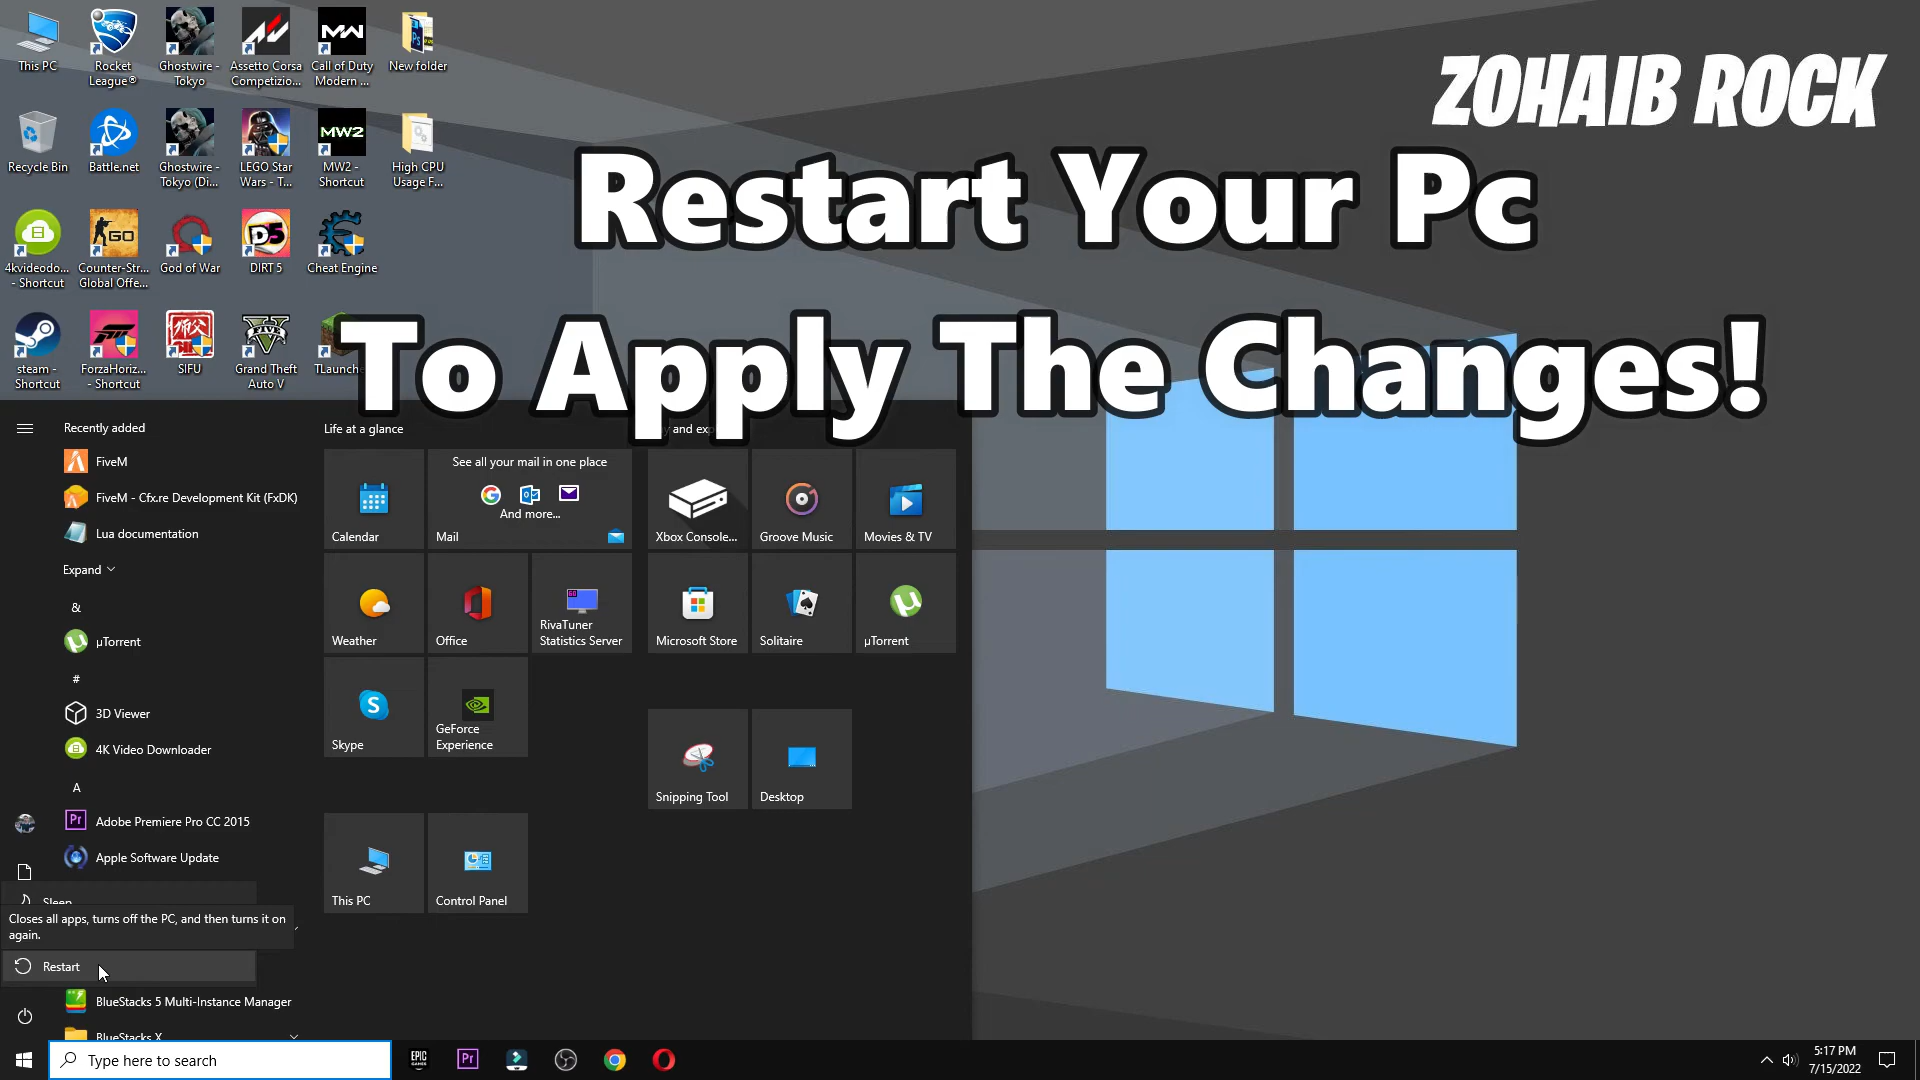 This PC
Rocket
League®
Ghostwire -
Tokyo
Assetto Corsa
Competizio...
Call of Duty
Modern ...
New folder
ZOHAIB ROCK
Recycle Bin
Battle.net
Ghostwire -
Tokyo (Di...
LEGO Star
Wars - T...
MW2
MW2 -
Shortcut
High CPU
Usage F...
Restart Your Pc
4kvideodo...
- Shortcut
GO
Counter-Str...
Global Offe...
God of War
D5
DIRT 5
Cheat Engine
steam -
Shortcut
ForzaHoriz...
- Shortcut
SIFU
FIVE
Grand Theft
Auto V
To Apply The Changes!
Recently added
FiveM
FiveM - Cfx.re Development Kit (FxDK)
Lua documentation
Expand
&
µTorrent
#
3D Viewer
4K Video Downloader
A
Adobe Premiere Pro CC 2015
Apple Software Update
Sleep
Closes all apps, turns off the PC, and then turns it on
again.
Restart
BlueStacks 5 Multi-Instance Manager
BlueStacks X
Life at a glance
Calendar
See all your mail in one place
And more...
Mail
Xbox Console...
Groove Music
Movies & TV
Weather
Office
RivaTuner
Statistics Server
Microsoft Store
Solitaire
µTorrent
Skype
GeForce
Experience
Snipping Tool
Desktop
This PC
Control Panel
Type here to search
EPIC
GAMES
Pr
5:17 PM
7/15/2022